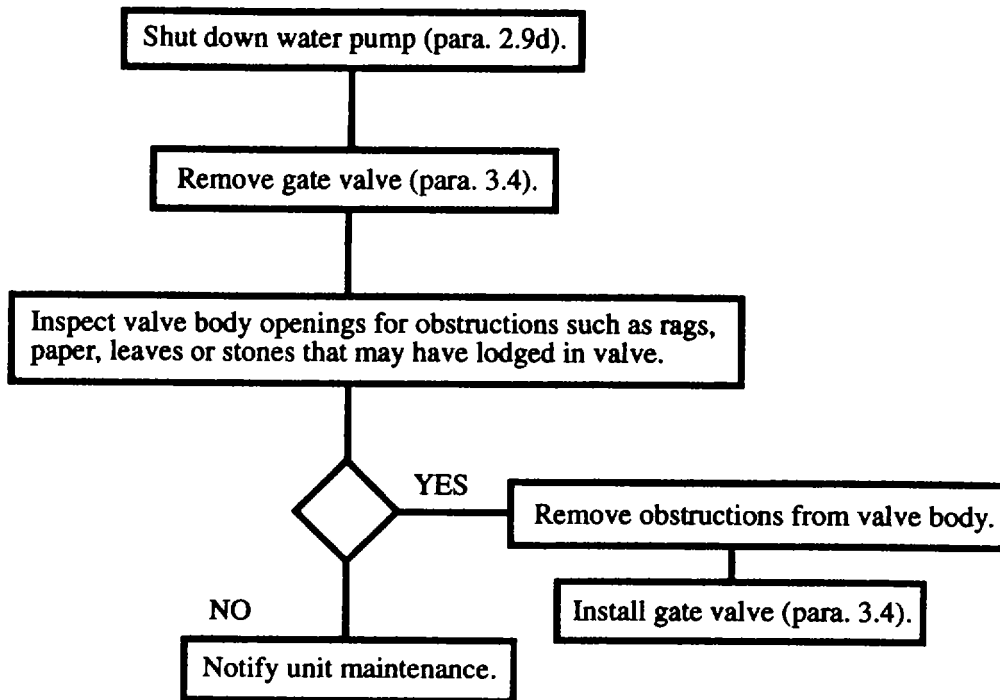 Shut down water pump (para. 2.9d).
Remove gate valve (para. 3.4).
Inspect valve body openings for obstructions such as rags,
paper, leaves or stones that may have lodged in valve.
YES
Remove obstructions from valve body.
Install gate valve (para. 3.4).
NO
Notify unit maintenance.